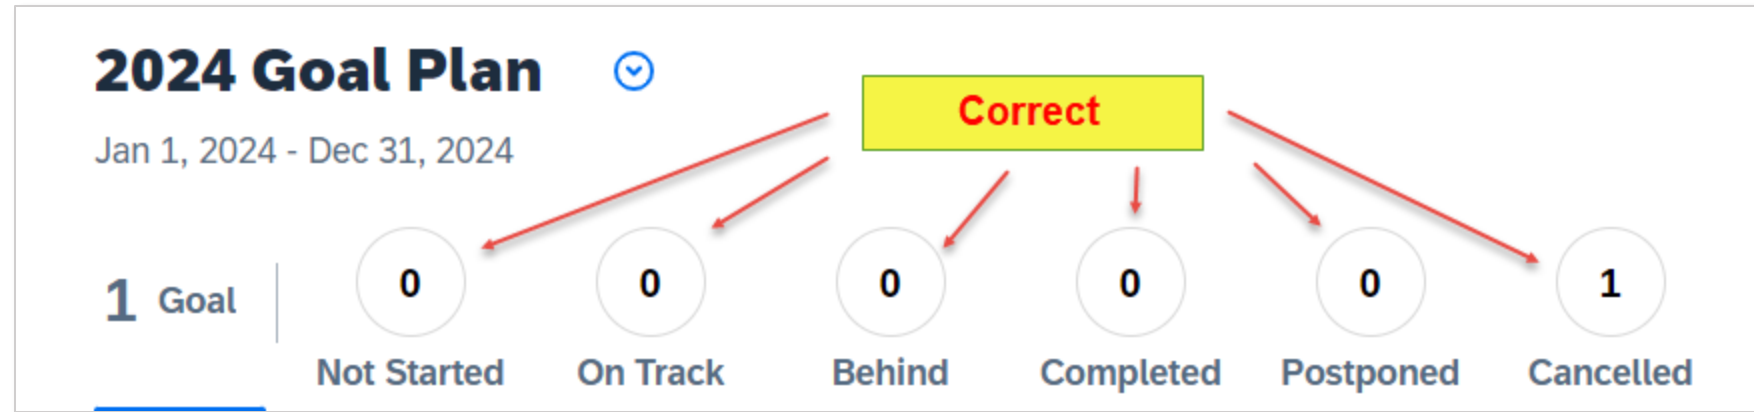 2024 Goal Plan
Correct
Jan 1, 2024 - Dec 31, 2024
1 Goal
0 0 0 0 0 1
Not Started On Track Behind Completed Postponed Cancelled